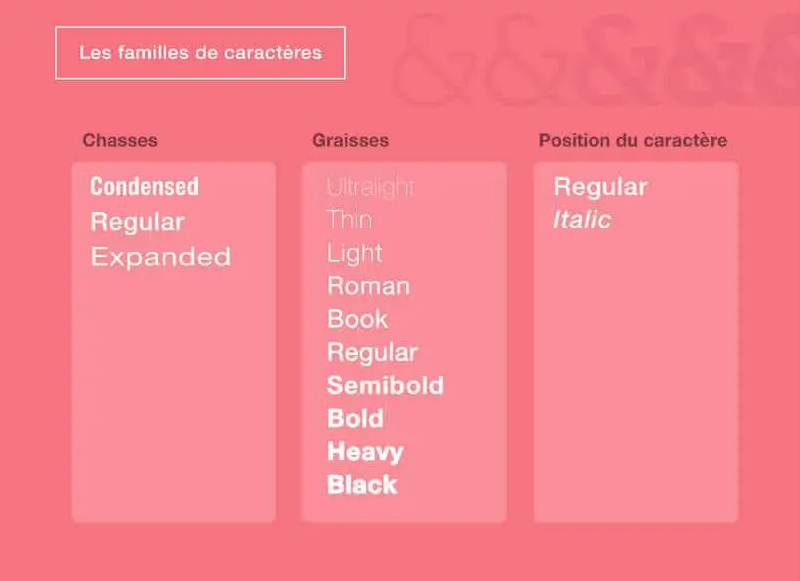 Les familles de caractères
&&&&&
Chasses
Condensed
Regular
Expanded
Graisses
Ultralight
Thin
Light
Roman
Book
Regular
Semibold
Bold
Heavy
Black
Position du caractère
Regular
Italic